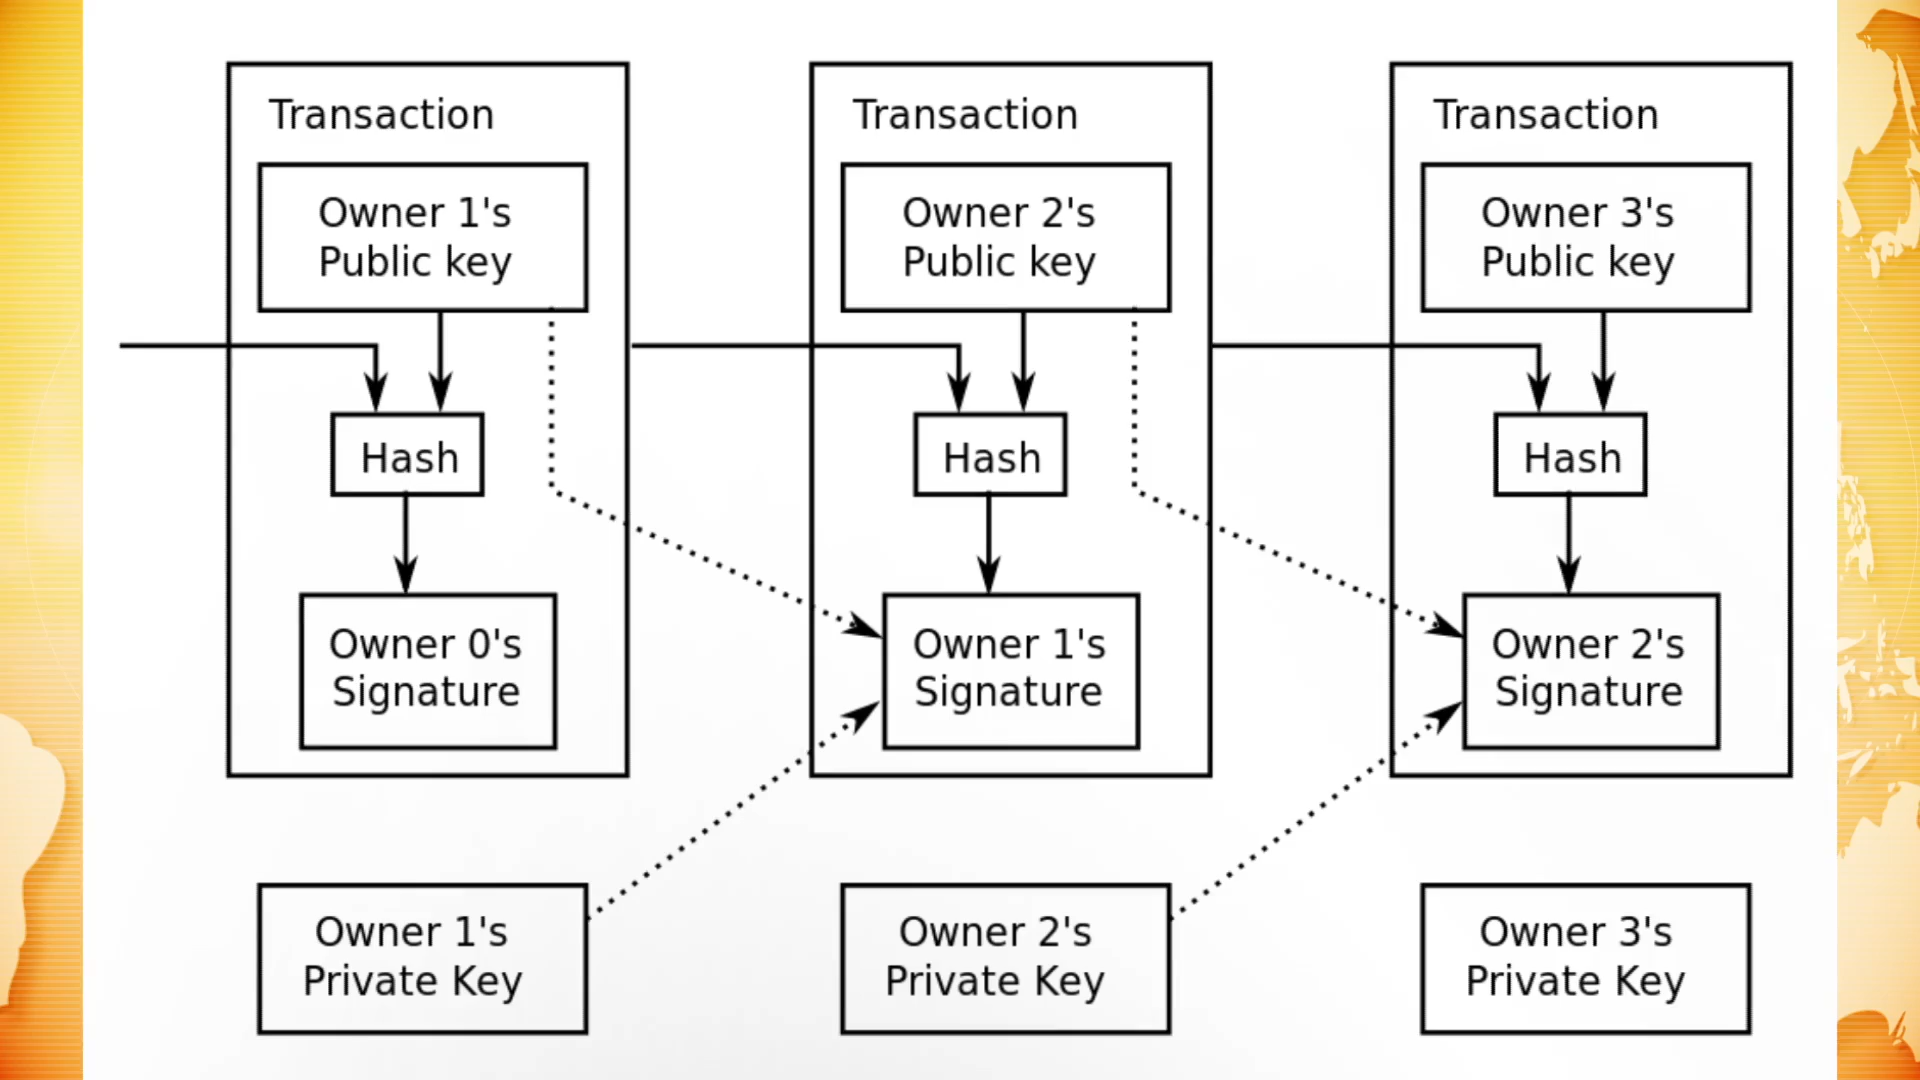 Transaction
Owner 1's
Public key
Hash
Owner 0's
Signature
Transaction
Owner 2's
Public key
Hash
Owner 1's
Signature
Transaction
Owner 3's
Public key
Hash
Owner 2's
Signature
Owner 1's
Private Key
Owner 2's
Private Key
Owner 3's
Private Key